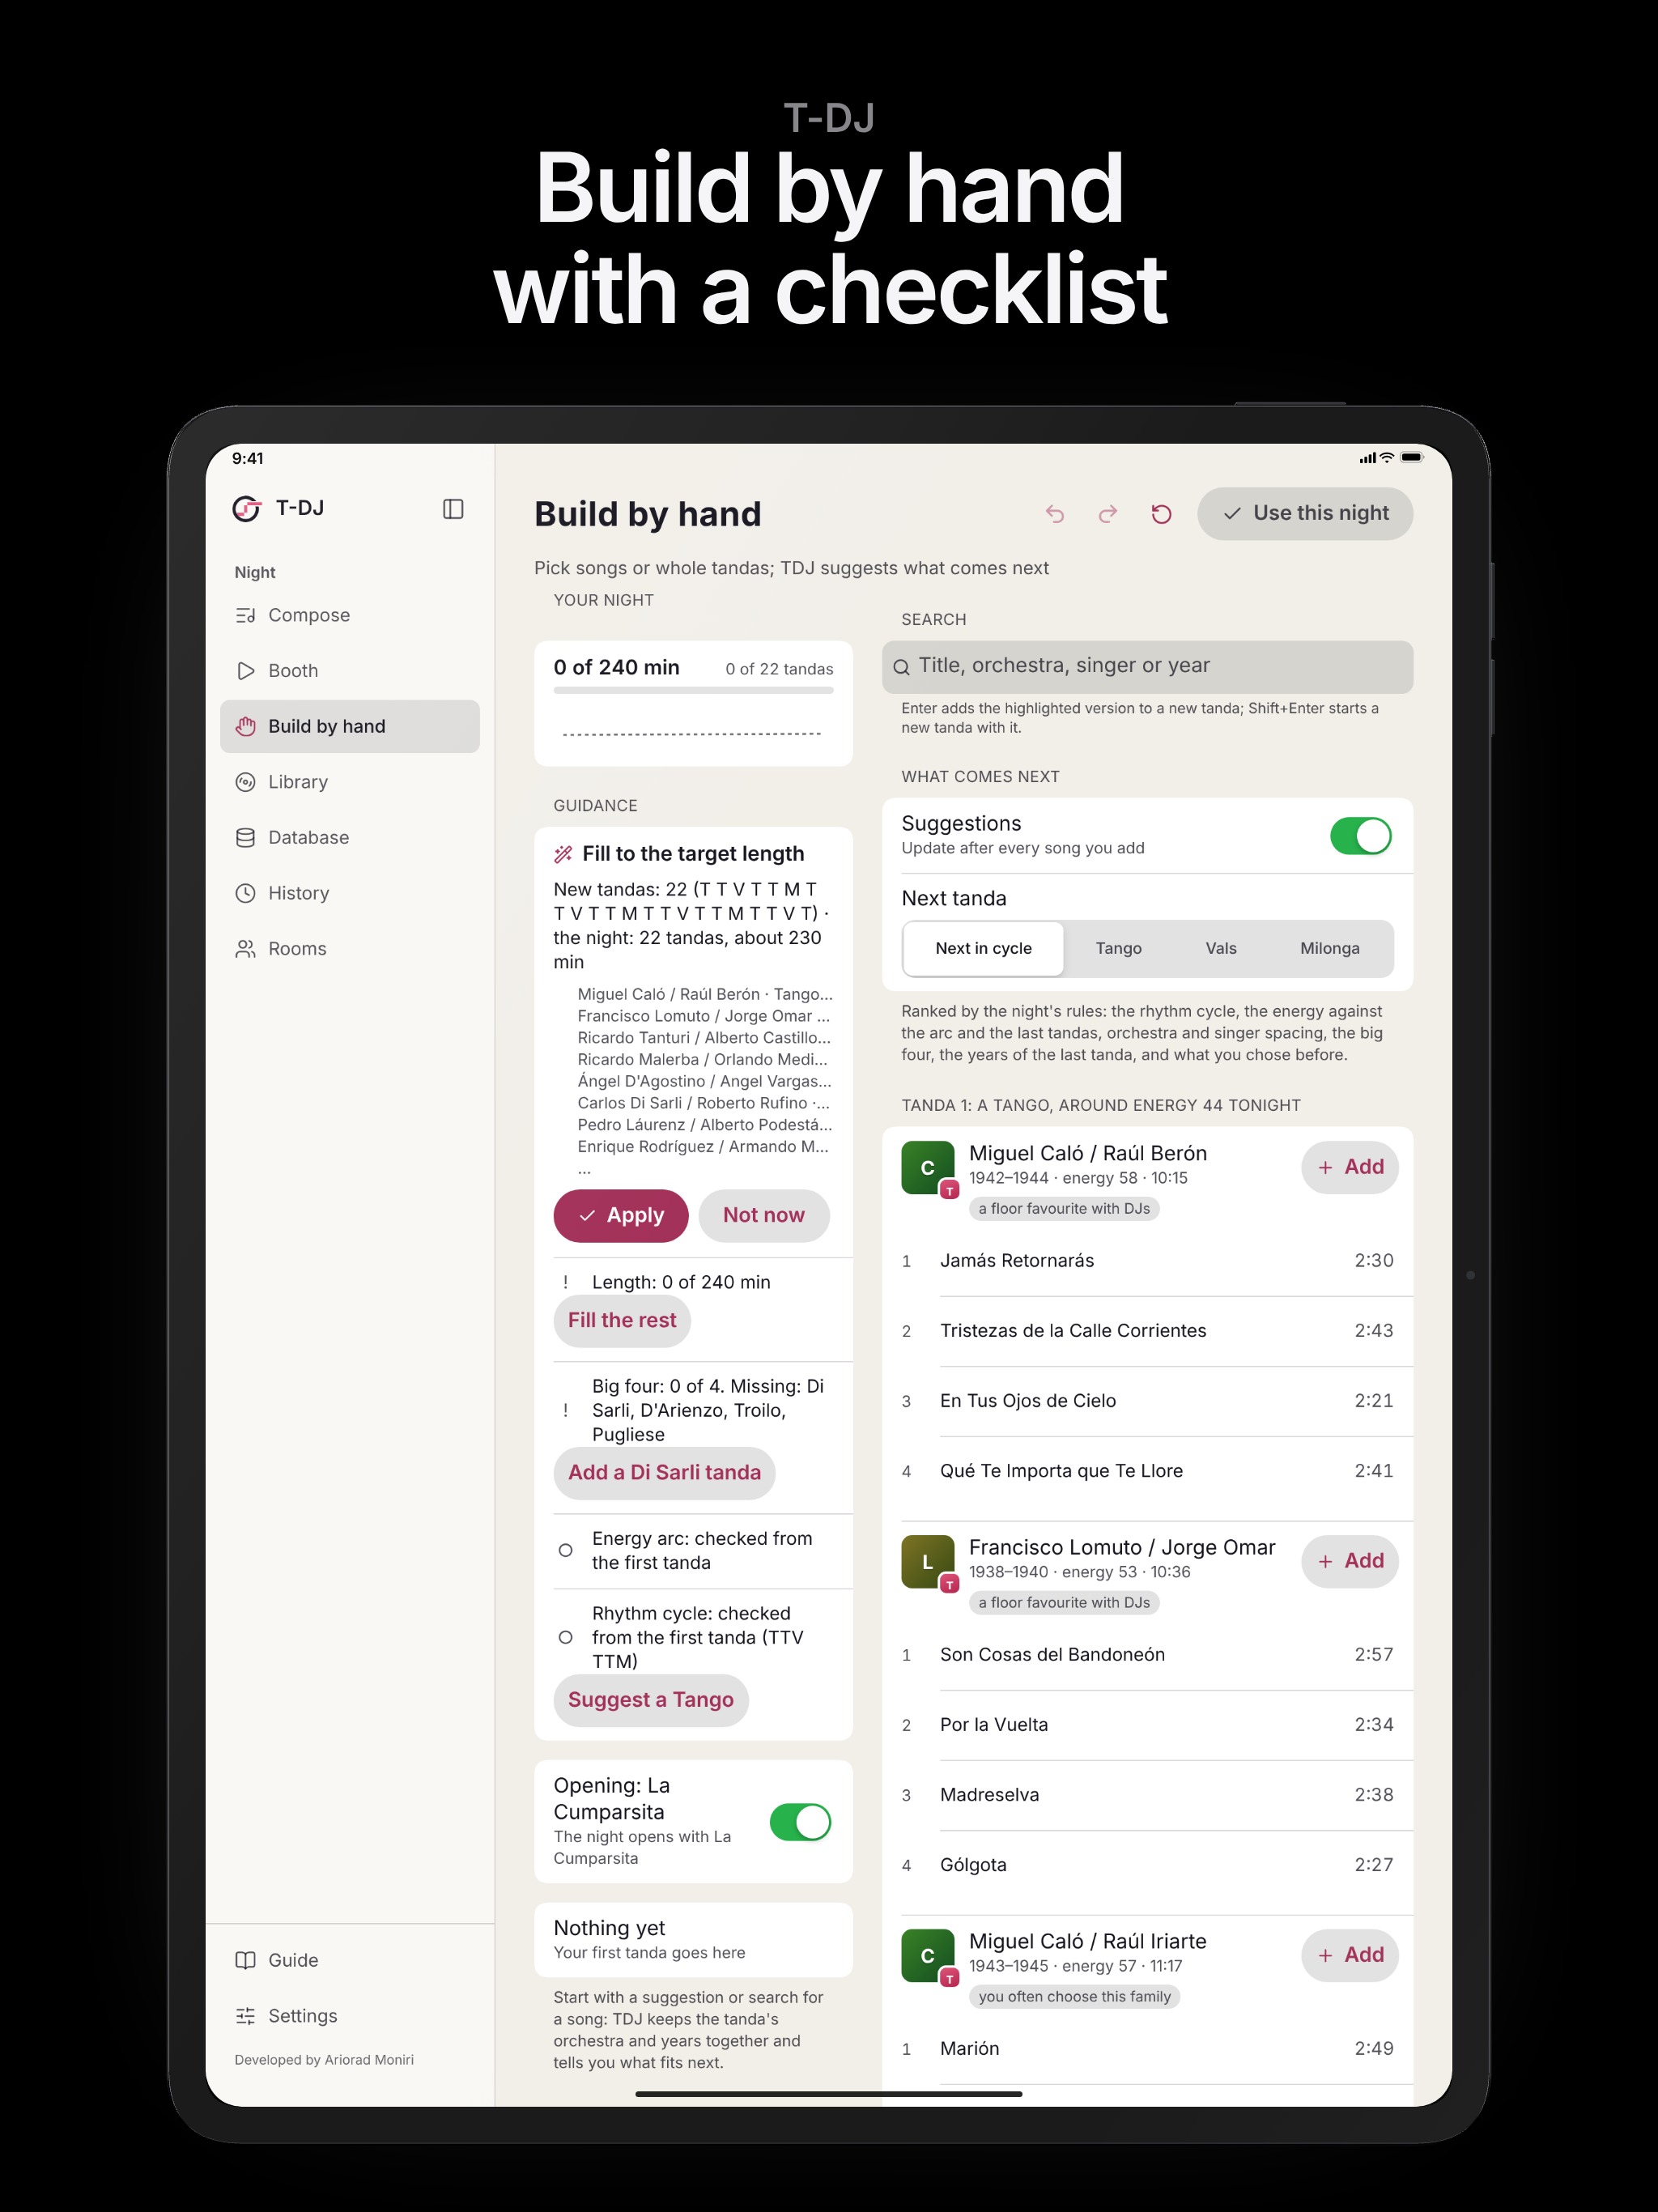 T-DJ
Build by hand
with a checklist
9:41
T-DJ
Night
Compose
Booth
Build by hand
Library
Database
History
Rooms
Guide
Settings
Developed by Ariorad Moniri
Build by hand
Use this night
Pick songs or whole tandas; TDJ suggests what comes next
YOUR NIGHT
0 of 240 min
0 of 22 tandas
GUIDANCE
Fill to the target length
New tandas: 22 (T T V T T M T
T V T T M T T V T T M T T V T) ·
the night: 22 tandas, about 230
min
Miguel Caló / Raúl Berón · Tango...
Francisco Lomuto / Jorge Omar ...
Ricardo Tanturi / Alberto Castillo...
Ricardo Malerba / Orlando Medi...
Ángel D'Agostino / Angel Vargas...
Carlos Di Sarli / Roberto Rufino ·...
Pedro Láurenz / Alberto Podestá...
Enrique Rodríguez / Armando M...
...
Apply
Not now
! Length: 0 of 240 min
Fill the rest
Big four: 0 of 4. Missing: Di
! Sarli, D'Arienzo, Troilo,
Pugliese
Add a Di Sarli tanda
Energy arc: checked from
the first tanda
Rhythm cycle: checked
from the first tanda (TTV
TTM)
Suggest a Tango
Opening: La
Cumparsita
The night opens with La
Cumparsita
Nothing yet
Your first tanda goes here
Start with a suggestion or search for
a song: TDJ keeps the tanda's
orchestra and years together and
tells you what fits next.
SEARCH
Title, orchestra, singer or year
Enter adds the highlighted version to a new tanda; Shift+Enter starts a
new tanda with it.
WHAT COMES NEXT
Suggestions
Update after every song you add
Next tanda
Next in cycle
Tango
Vals
Milonga
Ranked by the night's rules: the rhythm cycle, the energy against
the arc and the last tandas, orchestra and singer spacing, the big
four, the years of the last tanda, and what you chose before.
TANDA 1: A TANGO, AROUND ENERGY 44 TONIGHT
C
T
Miguel Caló / Raúl Berón
1942–1944 · energy 58 · 10:15
a floor favourite with DJs
+ Add
1 Jamás Retornarás 2:30
2 Tristezas de la Calle Corrientes 2:43
3 En Tus Ojos de Cielo 2:21
4 Qué Te Importa que Te Llore 2:41
L
T
Francisco Lomuto / Jorge Omar
1938–1940 · energy 53 · 10:36
a floor favourite with DJs
+ Add
1 Son Cosas del Bandoneón 2:57
2 Por la Vuelta 2:34
3 Madreselva 2:38
4 Gólgota 2:27
C
T
Miguel Caló / Raúl Iriarte
1943–1945 · energy 57 · 11:17
you often choose this family
+ Add
1 Marión 2:49